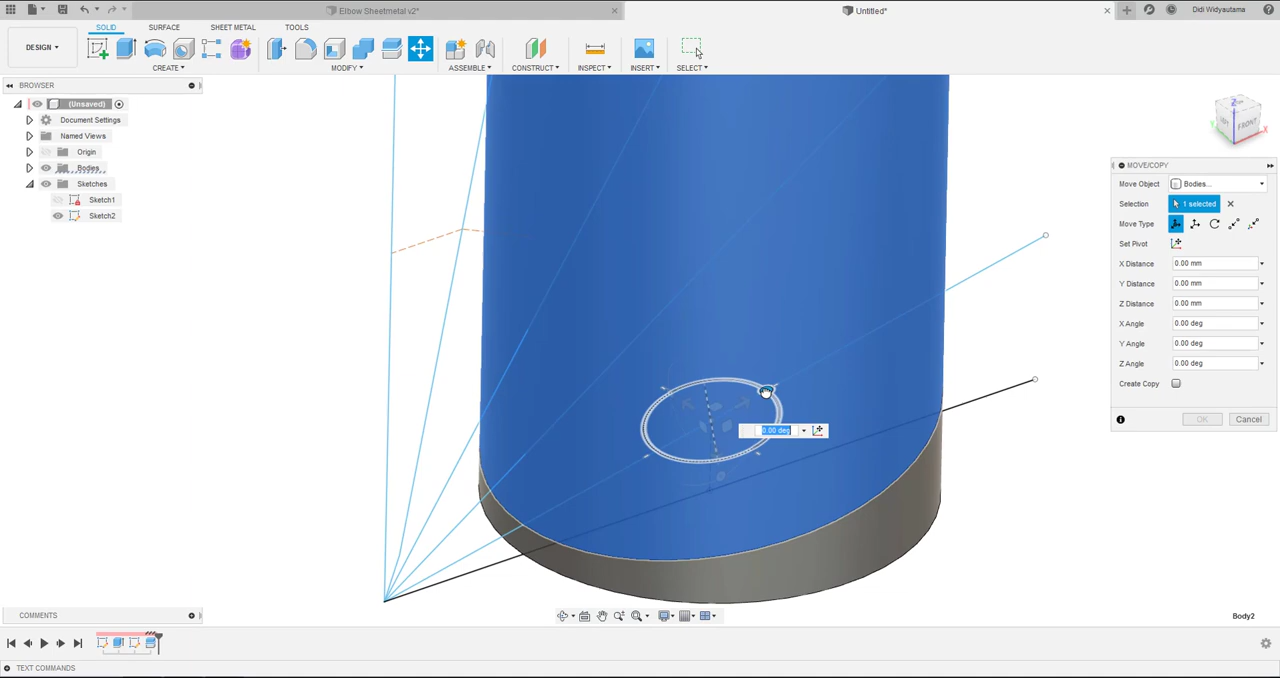 Elbow Sheetmetal v2*
Untitled*
Didi Widyautama
DESIGN
SOLID
SURFACE
SHEET METAL
TOOLS
CREATE
MODIFY
ASSEMBLE
CONSTRUCT
INSPECT
INSERT
SELECT
BROWSER
(Unsaved)
Document Settings
Named Views
Origin
Bodies
Sketches
Sketch1
Sketch2
FRONT
X
Z
MOVE/COPY
Move Object
Bodies...
Selection
1 selected
Move Type
Set Pivot
X Distance
0.00 mm
Y Distance
0.00 mm
Z Distance
0.00 mm
X Angle
0.00 deg
Y Angle
0.00 deg
Z Angle
0.00 deg
Create Copy
OK
Cancel
0.00 deg
COMMENTS
Body2
TEXT COMMANDS